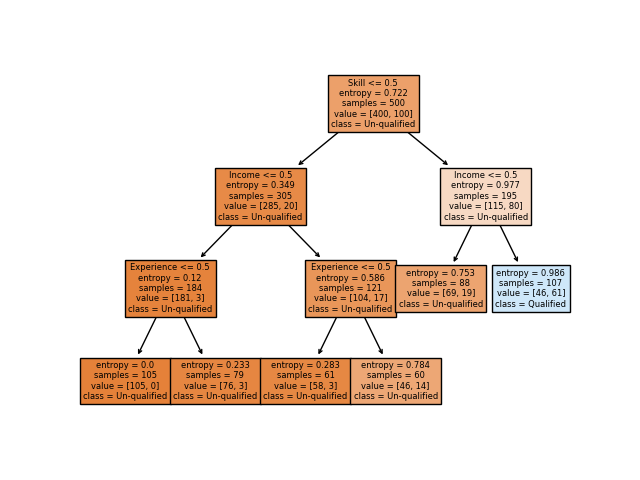 Skill <= 0.5
entropy = 0.722
samples = 500
value = [400, 100]
class = Un-qualified
Income <= 0.5
entropy = 0.349
samples = 305
value = [285, 20]
class = Un-qualified
Income <= 0.5
entropy = 0.977
samples = 195
value = [115, 80]
class = Un-qualified
Experience <= 0.5
entropy = 0.12
samples = 184
value = [181, 3]
class = Un-qualified
Experience <= 0.5
entropy = 0.586
samples = 121
value = [104, 17]
class = Un-qualified
entropy = 0.753
samples = 88
value = [69, 19]
class = Un-qualified
entropy = 0.986
samples = 107
value = [46, 61]
class = Qualified
entropy = 0.0
samples = 105
value = [105, 0]
class = Un-qualified
entropy = 0.233
samples = 79
value = [76, 3]
class = Un-qualified
entropy = 0.283
samples = 61
value = [58, 3]
class = Un-qualified
entropy = 0.784
samples = 60
value = [46, 14]
class = Un-qualified